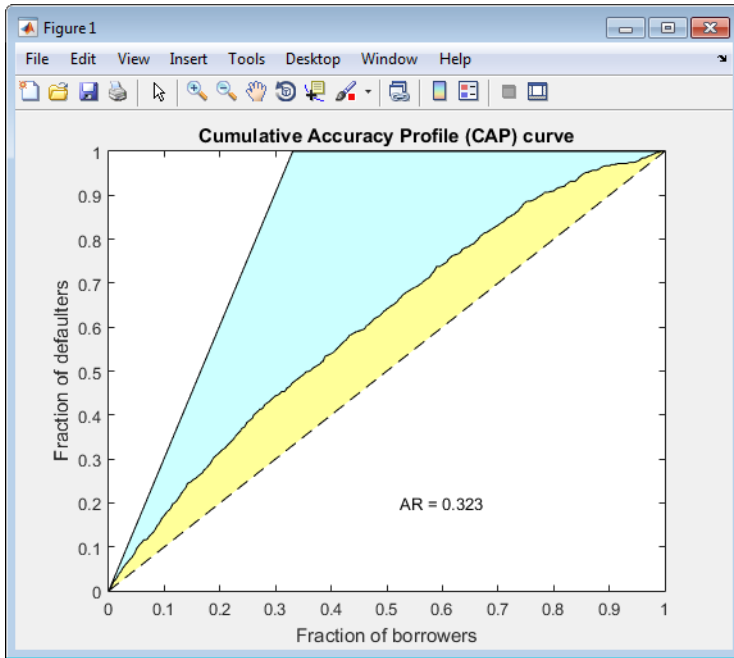 Figure 1
File Edit View Insert Tools Desktop Window Help
Cumulative Accuracy Profile (CAP) curve
1
0.9
0.8
0.7
0.6
0.5
0.4
0.3
0.2
0.1
0
Fraction of defaulters
AR = 0.323
0 0.1 0.2 0.3 0.4 0.5 0.6 0.7 0.8 0.9 1
Fraction of borrowers